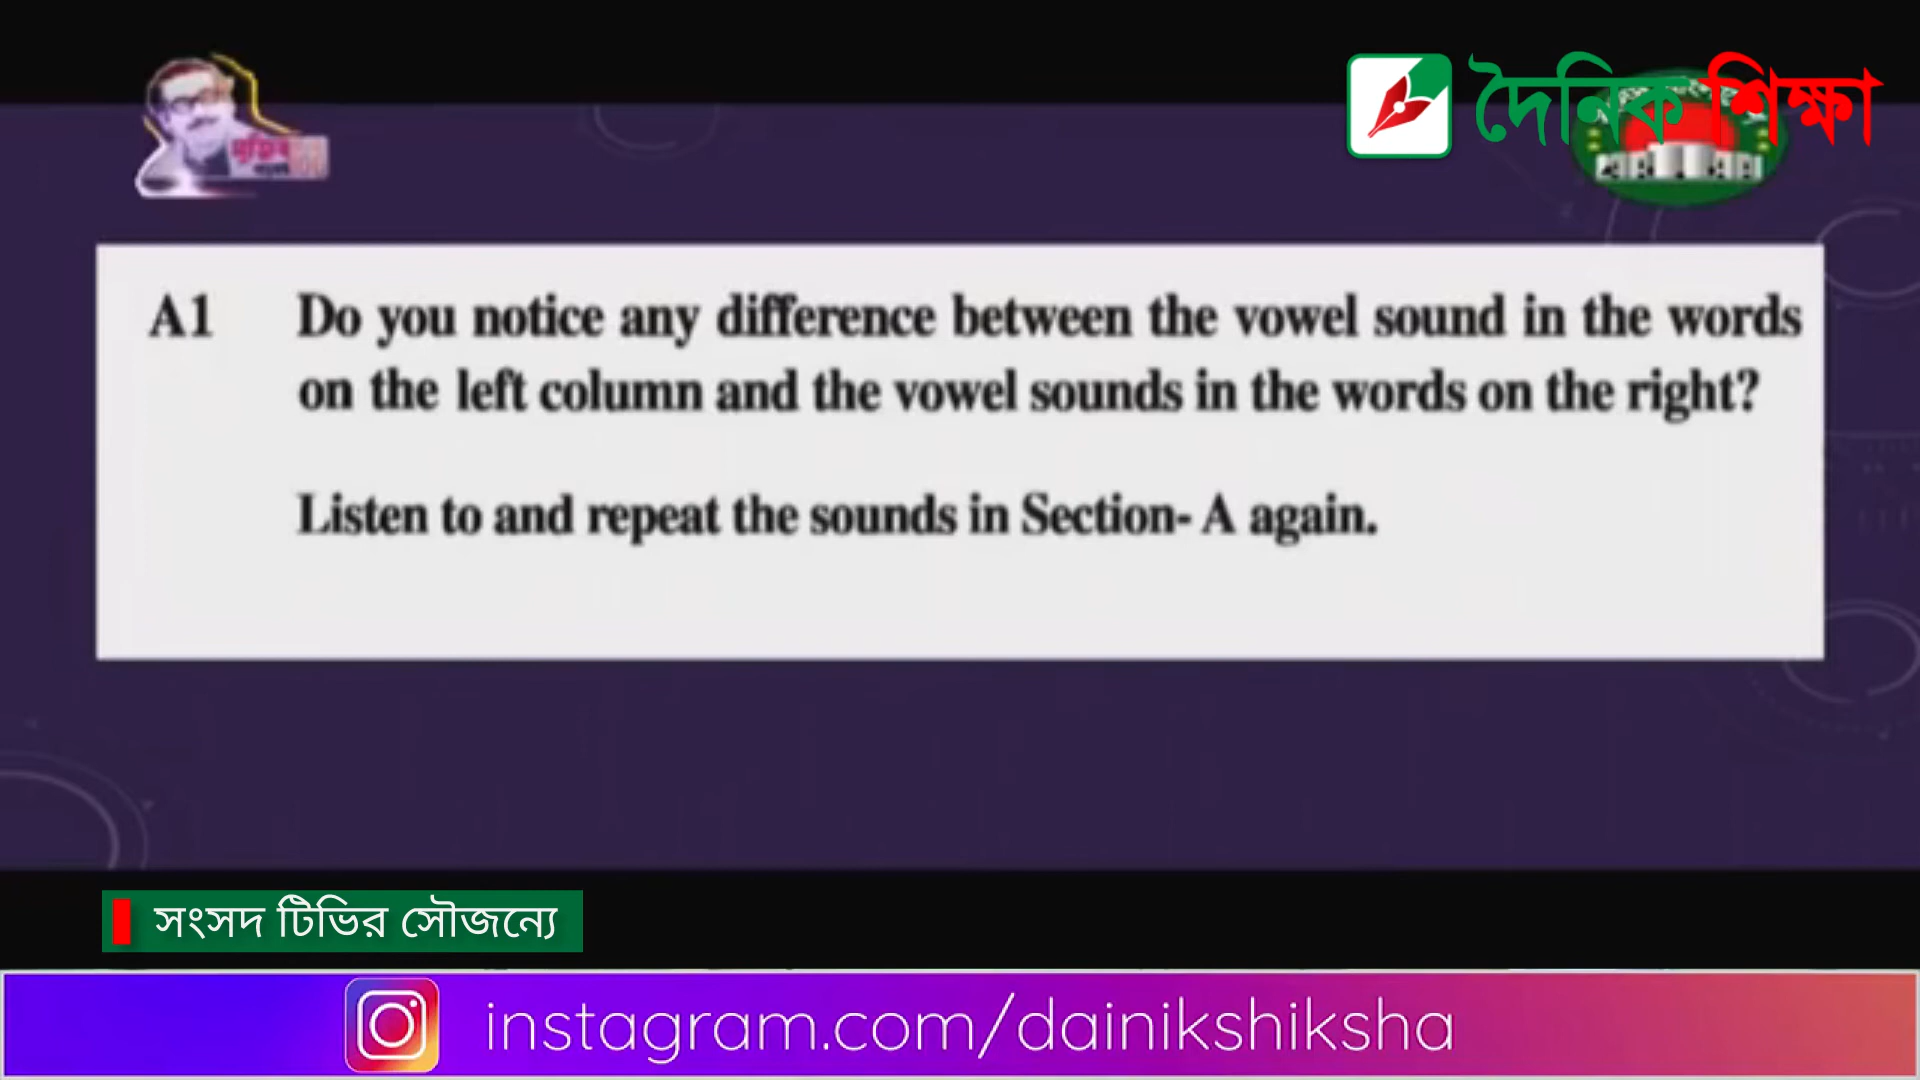 দৈনিক শিক্ষা
A1 Do you notice any difference between the vowel sound in the words
on the left column and the vowel sounds in the words on the right?
Listen to and repeat the sounds in Section- A again.
সংসদ টিভির সৌজন্যে
instagram.com/dainikshiksha